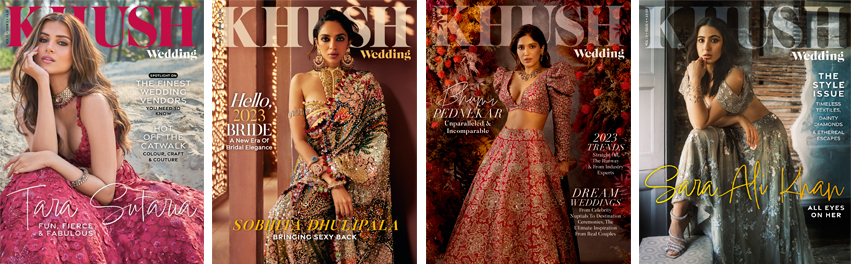 KHUSH
Wedding
SPOTLIGHT ON
THE FINEST
WEDDING
VENDORS
YOU NEED TO
KNOW
HOT
OFF THE
CATWALK
COLOUR, CRAFT
& COUTURE
Tara Sutaria
FUN, FIERCE
& FABULOUS
KHUSH
Wedding
Hello,
2023
BRIDE
A New Era Of
Bridal Elegance
SOBHITA DHULIPALA
BRINGING SEXY BACK
KHUSH
Wedding
Bhumi
PEDNEKAR
Unparalleled &
Incomparable
2023
TRENDS
Straight Off
The Runway
& From Industry
Experts
DREAM
WEDDINGS
From Celebrity
Nuptials To Destination
Ceremonies, The
Ultimate Inspiration
From Real Couples
KHUSH
Wedding
THE
STYLE
ISSUE
TIMELESS
TEXTILES,
DAINTY
DIAMONDS
& ETHEREAL
ESCAPES
Sara Ali Khan
ALL EYES
ON HER